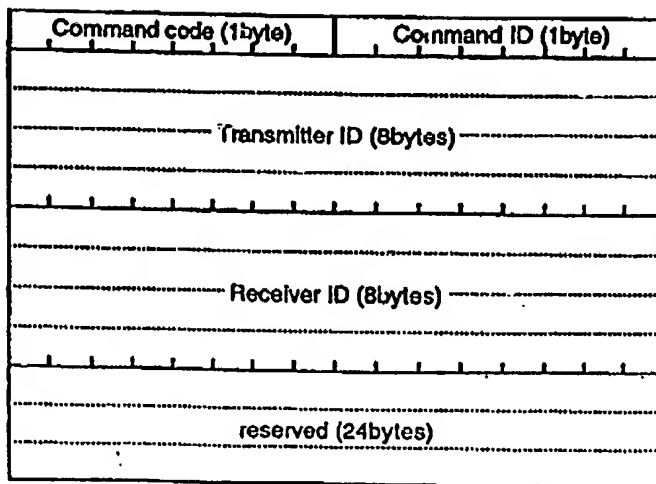 Command code (1byte) Command ID (1byte)
Transmitter ID (8bytes)
Receiver ID (8bytes)
reserved (24bytes)